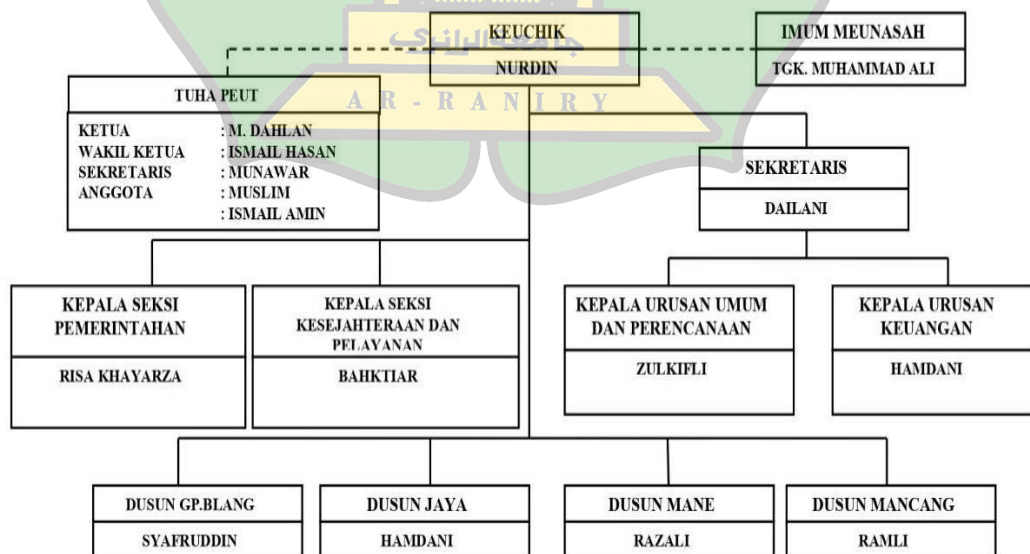 KEUCHIK
NURDIN
IMUM MEUNASAH
TGK. MUHAMMAD ALI
جامعة الرانري
AR-RANIRY
TUHA PEUT
KETUA : M. DAHLAN
WAKIL KETUA : ISMAIL HASAN
SEKRETARIS : MUNAWAR
ANGGOTA : MUSLIM
: ISMAIL AMIN
SEKRETARIS
DAILANI
KEPALA SEKSI
PEMERINTAHAN
RISA KHAYARZA
KEPALA SEKSI
KESEJAHTERAAN DAN
PELAYANAN
BAHKTIAR
KEPALA URUSAN UMUM
DAN PERENCANAAN
ZULKIFLI
KEPALA URUSAN
KEUANGAN
HAMDANI
DUSUN GP.BLANG
SYAFRUDDIN
DUSUN JAYA
HAMDANI
DUSUN MANE
RAZALI
DUSUN MANCANG
RAMLI